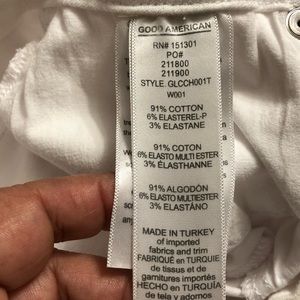 GOOD AMERICAN
RN# 151301
PO#
211800
211900
STYLE. GLCCH001T
W001
91% COTTON
6% ELASTEREL-P
3% ELASTANE
91% COTON
6% ELASTO MULTI ESTER
3% ÉLASTHANNE
91% ALGODÓN
6% ELASTO MULTIESTER
3% ELASTÁNO
MADE IN TURKEY
of imported
fabrics and trim
FABRIQUÉ en TURQUIE
de tissus et de
garnitures importés
HECHO en TURQUÍA
de tela y adornos